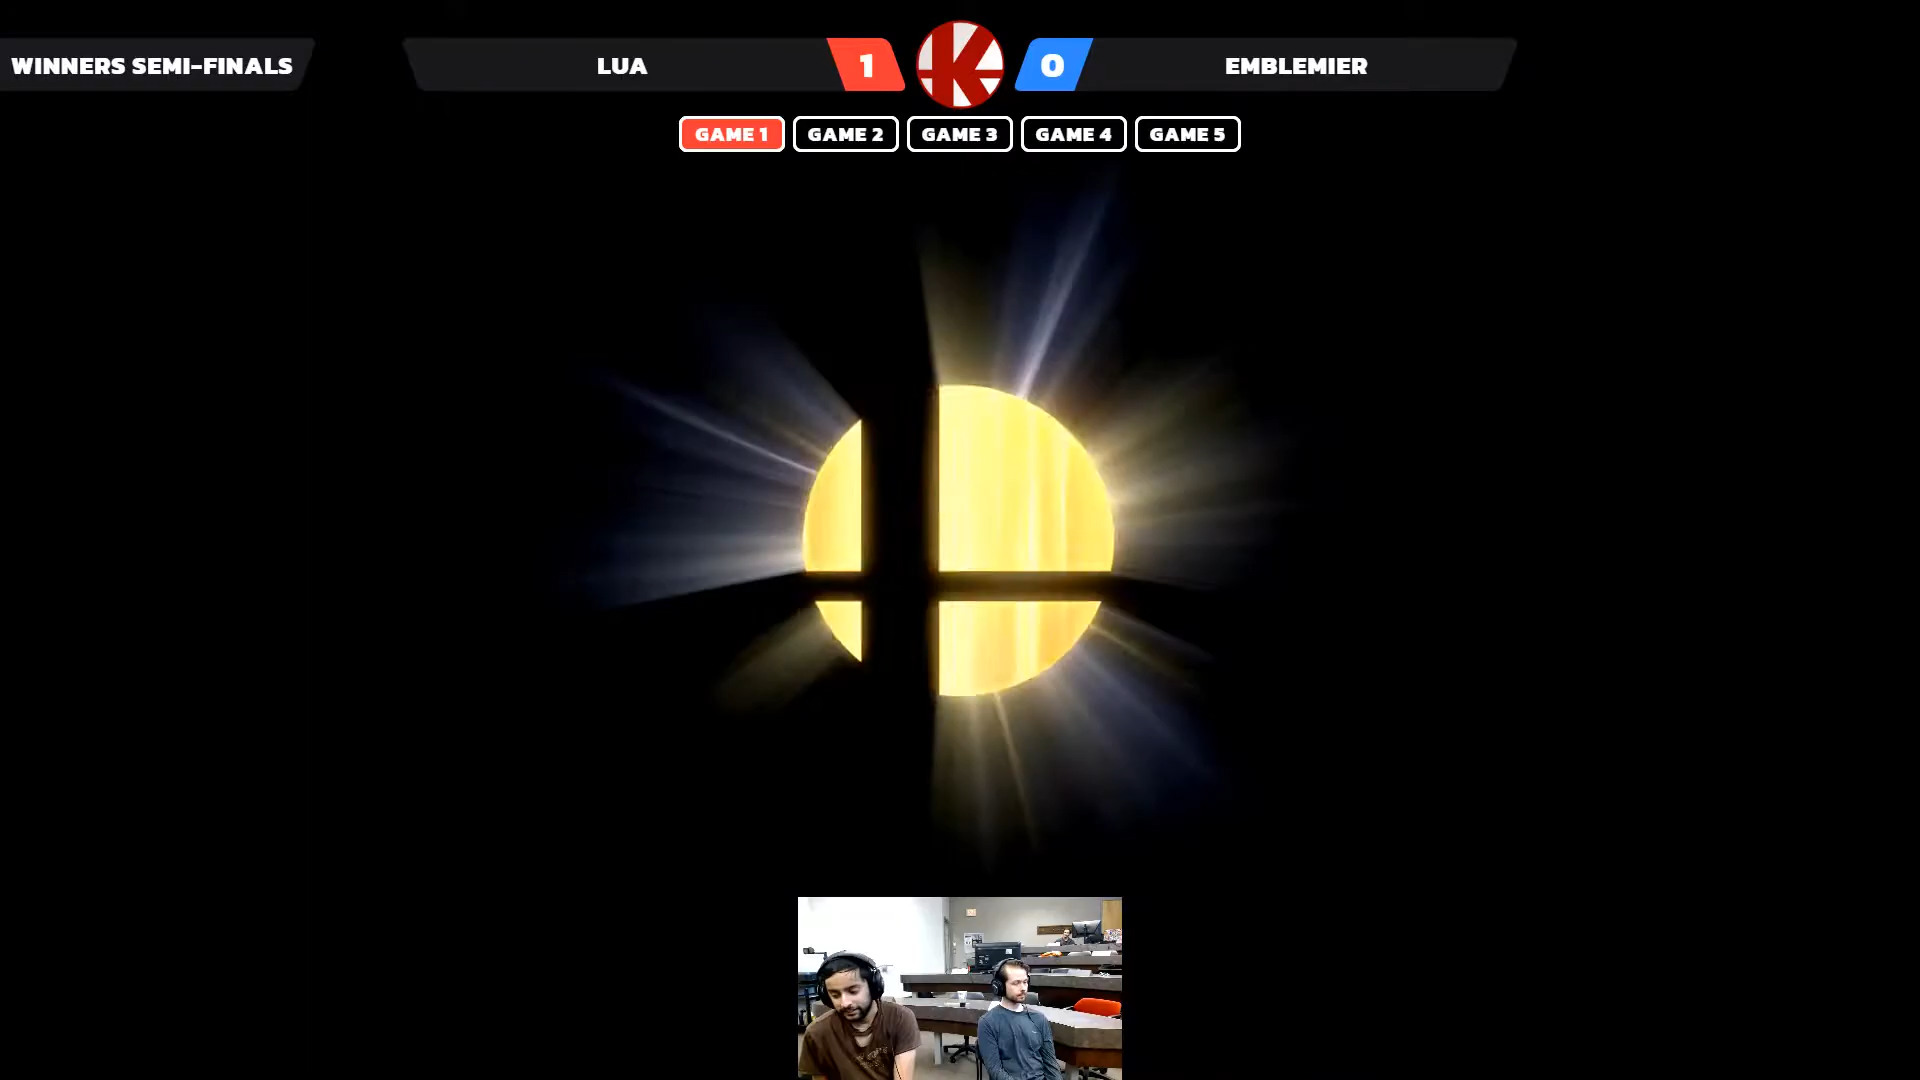 WINNERS SEMI-FINALS
LUA
1
K
0
EMBLEMIER
GAME 1
GAME 2
GAME 3
GAME 4
GAME 5